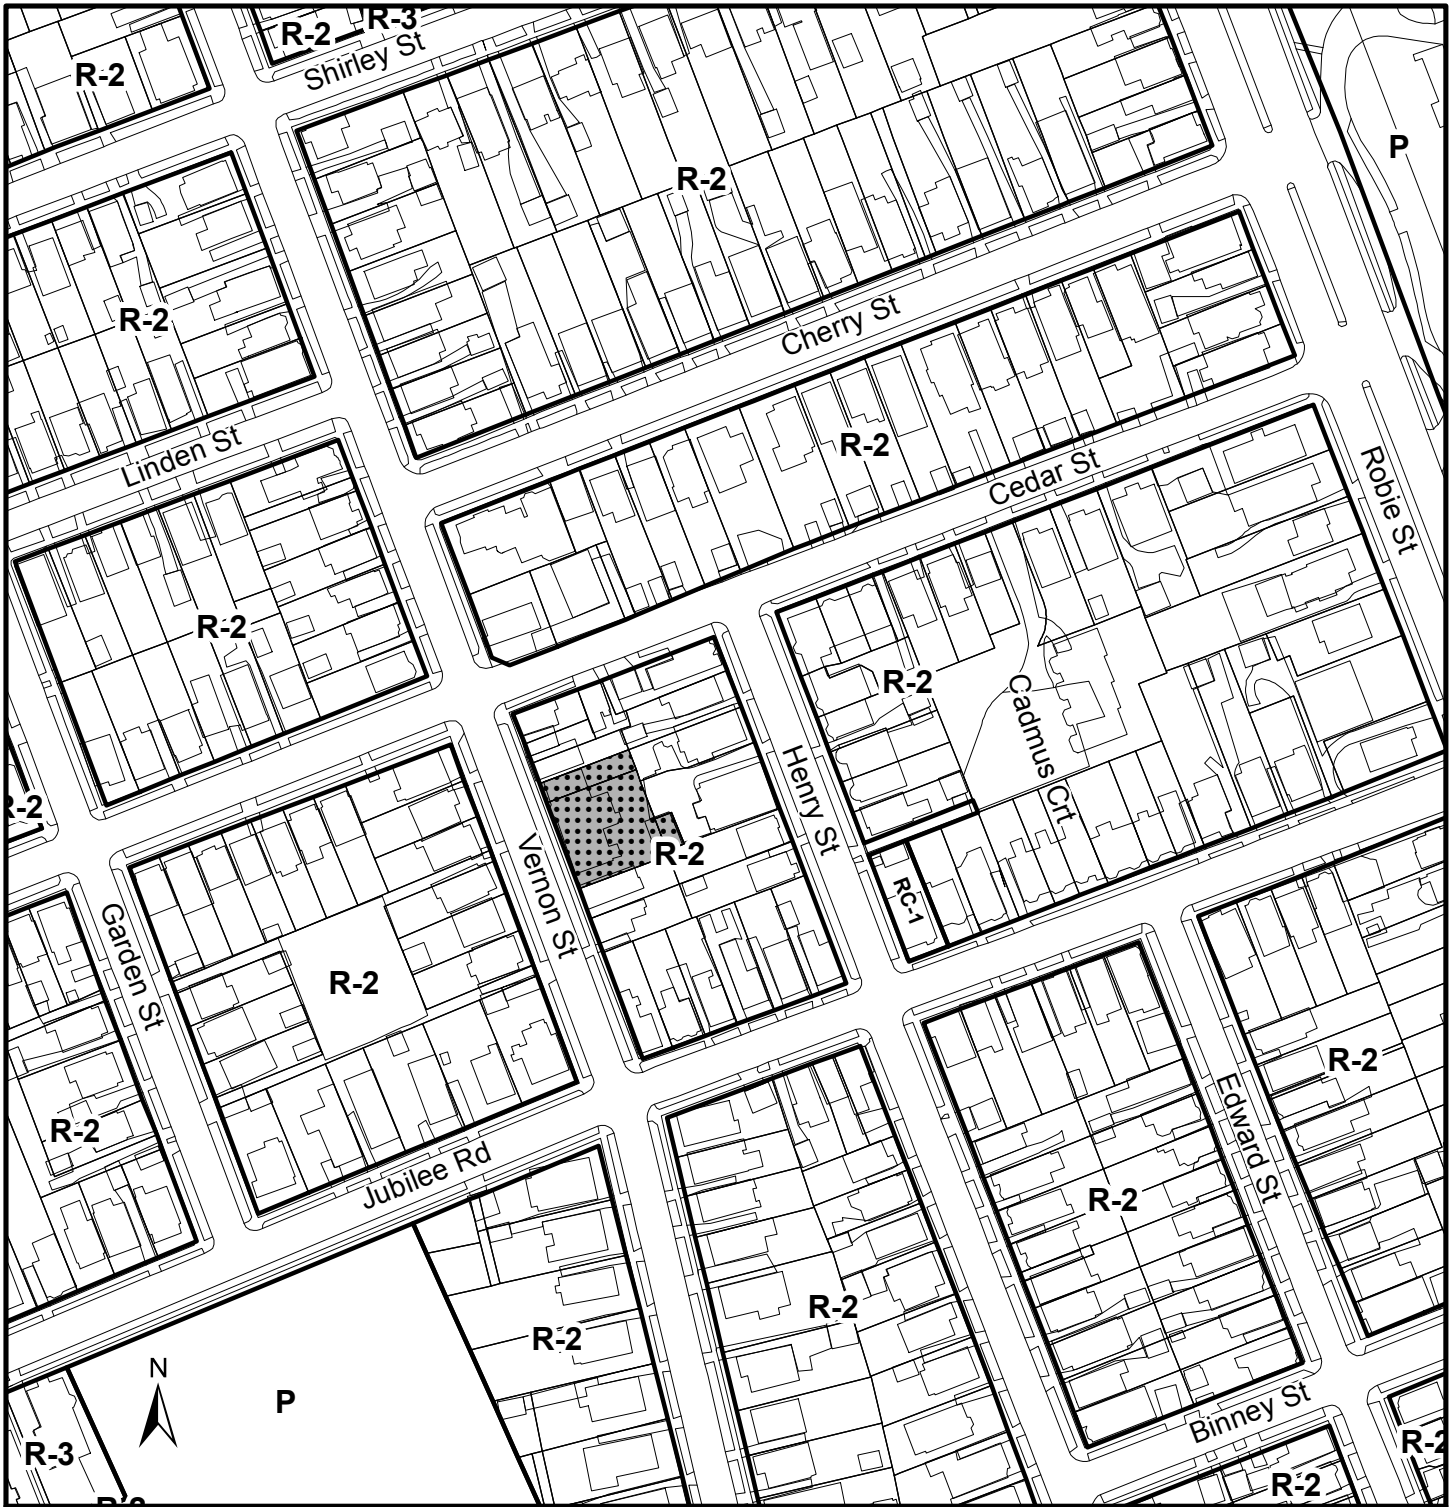 R-2
R-2
R-3
Shirley St
P
R-2
R-2
Cherry St
Linden St
R-2
Cedar St
Robie St
R-2
R-2
Cadmus Crt
Henry St
R-2
Vernon St
R-2
RC-1
Garden St
R-2
R-2
R-2
Edward St
Jubilee Rd
R-2
R-2
R-2
N
P
R-3
Binney St
R-2
R-2
R-2